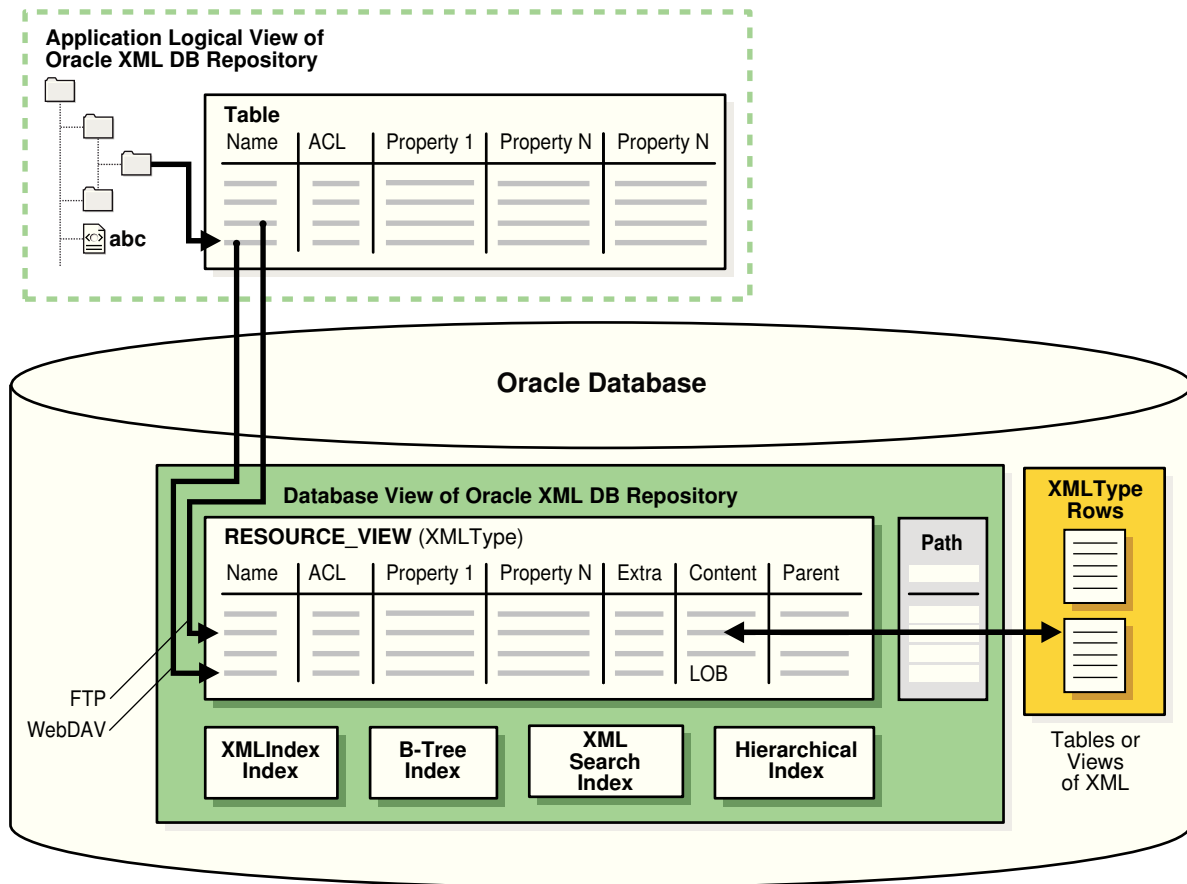 Application Logical View of
Oracle XML DB Repository
abc
Table
Name ACL Property 1 Property N Property N
Oracle Database
Database View of Oracle XML DB Repository
RESOURCE_VIEW (XMLType)
Name ACL Property 1 Property N Extra Content Parent
LOB
Path
XMLType
Rows
FTP
WebDAV
XMLIndex
Index
B-Tree
Index
XML
Search
Index
Hierarchical
Index
Tables or
Views
of XML